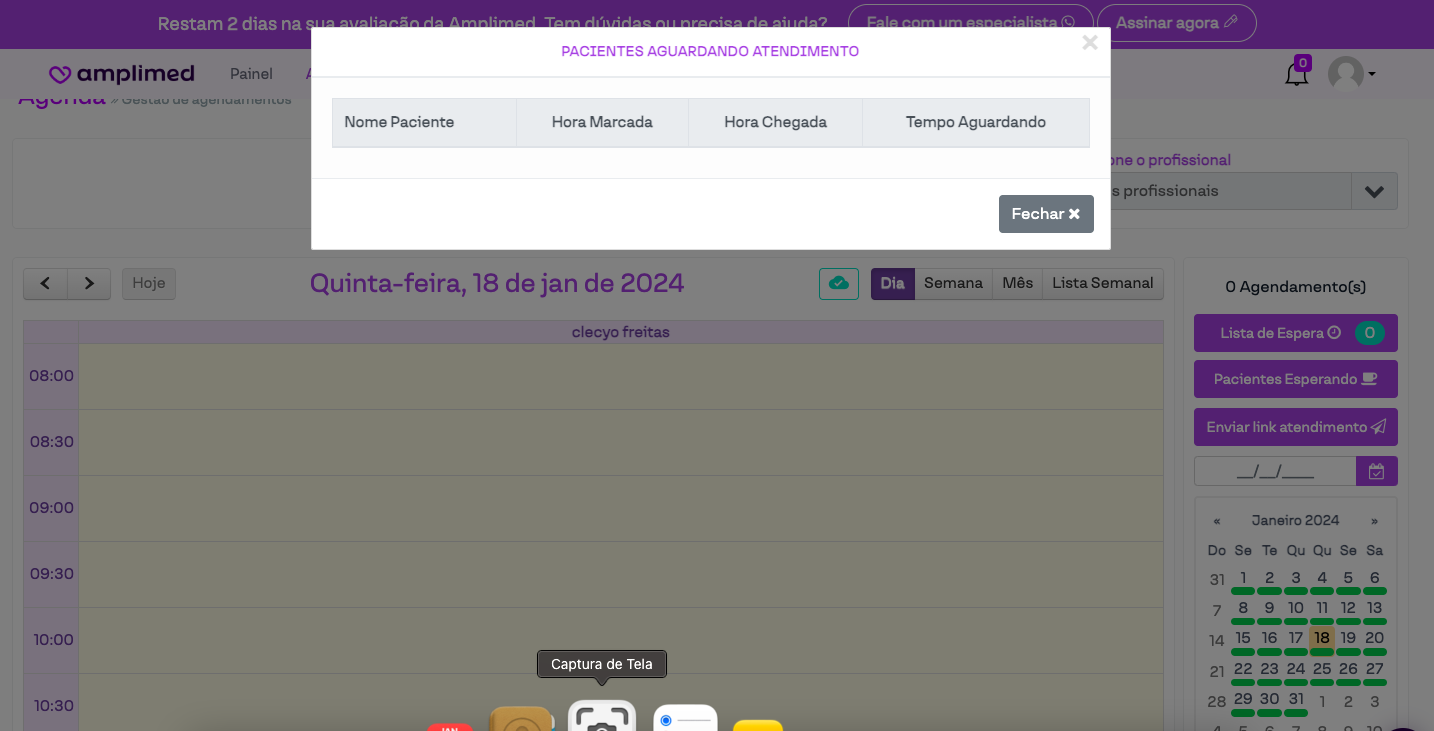 Restam 2 dias na sua avaliação da Amplimed. Tem dúvidas ou precisa de ajuda?
Fale com um especialista
Assinar agora
PACIENTES AGUARDANDO ATENDIMENTO
×
amplimed
Painel
0
Agenda » Gestão de agendamentos
Nome Paciente
Hora Marcada
Hora Chegada
Tempo Aguardando
one o profissional
s profissionais
Fechar
Hoje
Quinta-feira, 18 de jan de 2024
Dia
Semana
Mês
Lista Semanal
0 Agendamento(s)
clecyo freitas
Lista de Espera 0
Pacientes Esperando
Enviar link atendimento
__/__/____
08:00
08:30
09:00
09:30
10:00
10:30
« Janeiro 2024 »
Do Se Te Qu Qu Se Sa
31 1 2 3 4 5 6
7 8 9 10 11 12 13
14 15 16 17 18 19 20
21 22 23 24 25 26 27
28 29 30 31 1 2 3
Captura de Tela
JAN